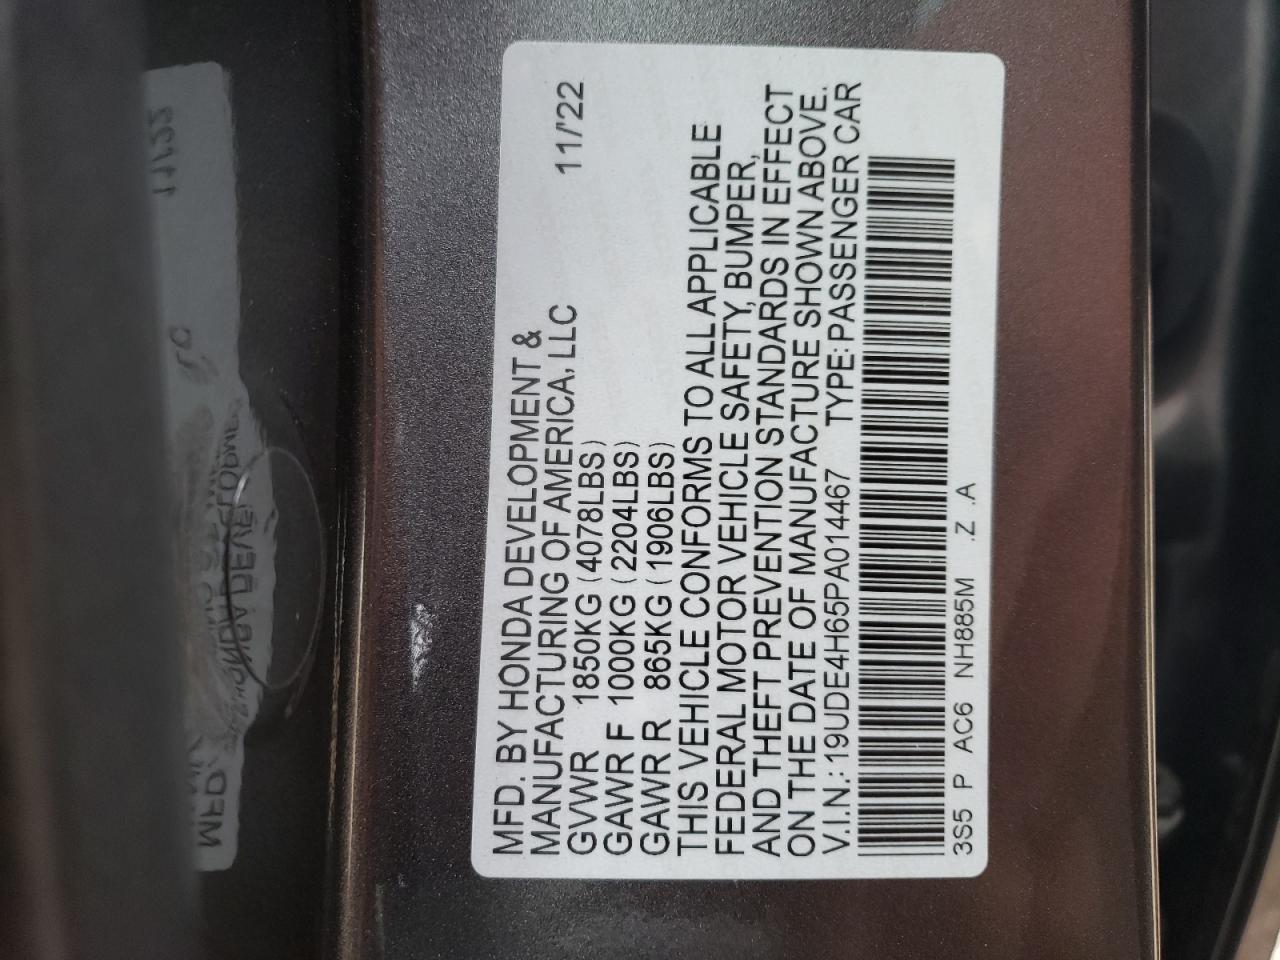 MFD. BY HONDA DEVELOPMENT &
MANUFACTURING OF AMERICA, LLC 11/'22
GVWR 1850KG (4078LBS)
GAWR F 1000KG (2204LBS)
GAWR R 865KG (1906LBS)
THIS VEHICLE CONFORMS TO ALL APPLICABLE
FEDERAL MOTOR VEHICLE SAFETY, BUMPER,
AND THEFT PREVENTION STANDARDS IN EFFECT
ON THE DATE OF MANUFACTURE SHOWN ABOVE.
V.I.N.: 19UDE4H65PA014467 TYPE: PASSENGER CAR
3S5 P AC6 NH885M .Z .A